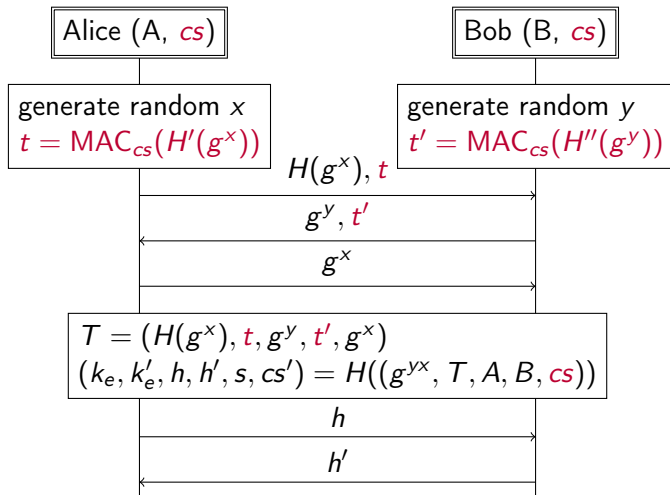 Alice (A, cs)
Bob (B, cs)
generate random x
t = MAC_cs(H′(g^x))
generate random y
t′ = MAC_cs(H″(g^y))
H(g^x), t
g^y, t′
g^x
T = (H(g^x), t, g^y, t′, g^x)
(k_e, k′_e, h, h′, s, cs′) = H((g^yx, T, A, B, cs))
h
h′